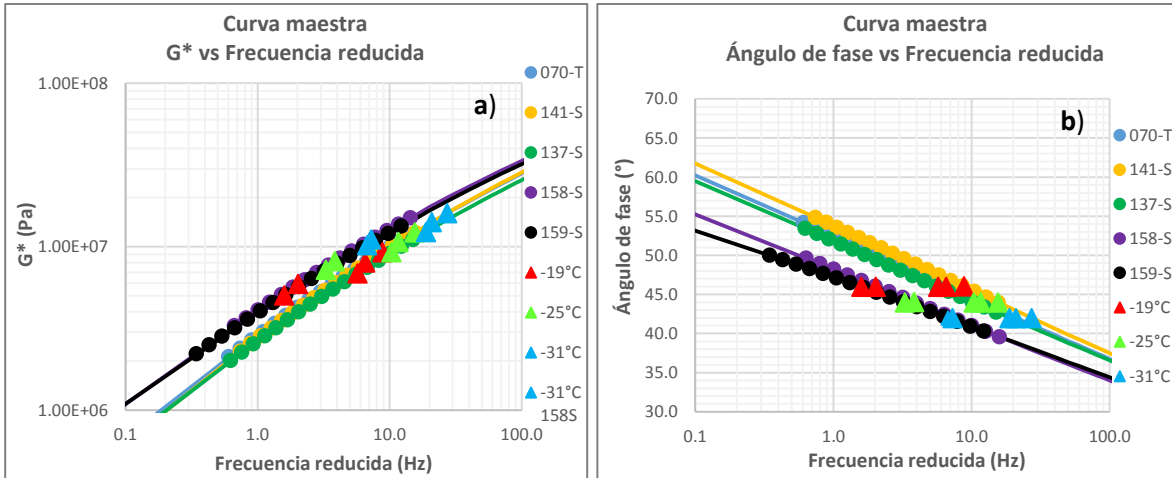 Curva maestra
G* vs Frecuencia reducida
a)
G* (Pa)
1.00E+08
1.00E+07
1.00E+06
0.1
1.0
10.0
100.0
Frecuencia reducida (Hz)
070-T
141-S
137-S
158-S
159-S
-19°C
-25°C
-31°C
-31°C
158S
Curva maestra
Ángulo de fase vs Frecuencia reducida
b)
Ángulo de fase (°)
70.0
65.0
60.0
55.0
50.0
45.0
40.0
35.0
30.0
0.1
1.0
10.0
100.0
Frecuencia reducida (Hz)
070-T
141-S
137-S
158-S
159-S
-19°C
-25°C
-31°C